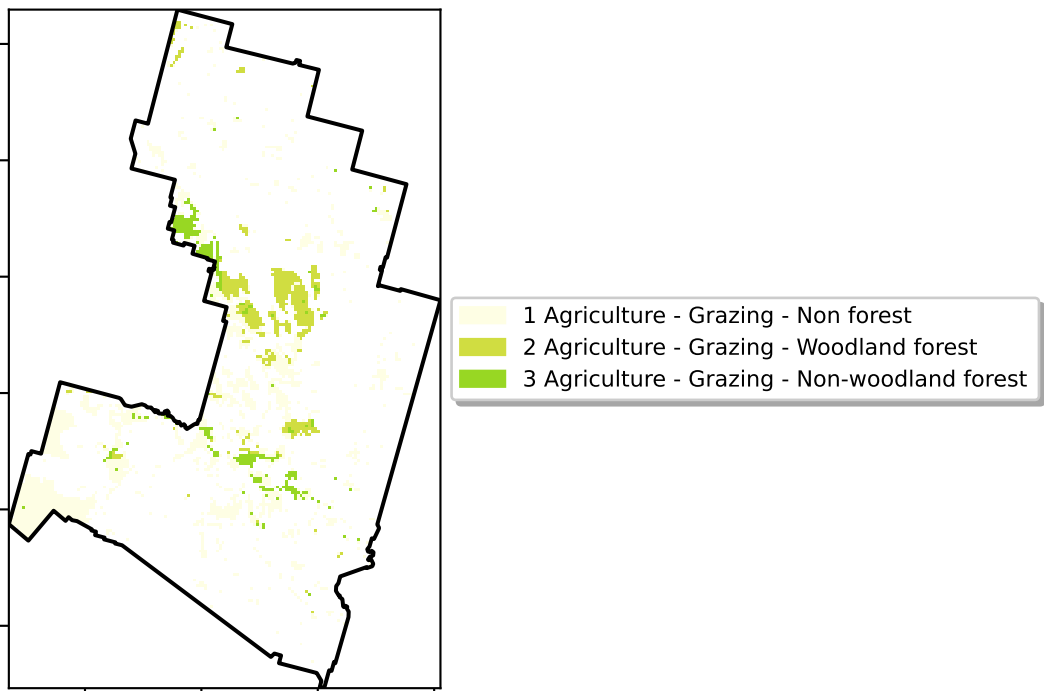 1 Agriculture - Grazing - Non forest
2 Agriculture - Grazing - Woodland forest
3 Agriculture - Grazing - Non-woodland forest